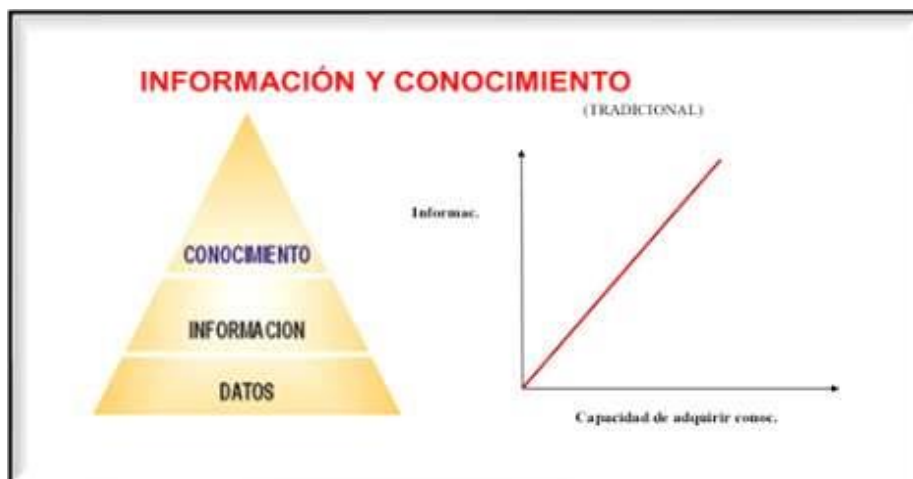 INFORMACIÓN Y CONOCIMIENTO
(TRADICIONAL)
CONOCIMIENTO
INFORMACION
DATOS
Informac.
Capacidad de adquirir conoc.